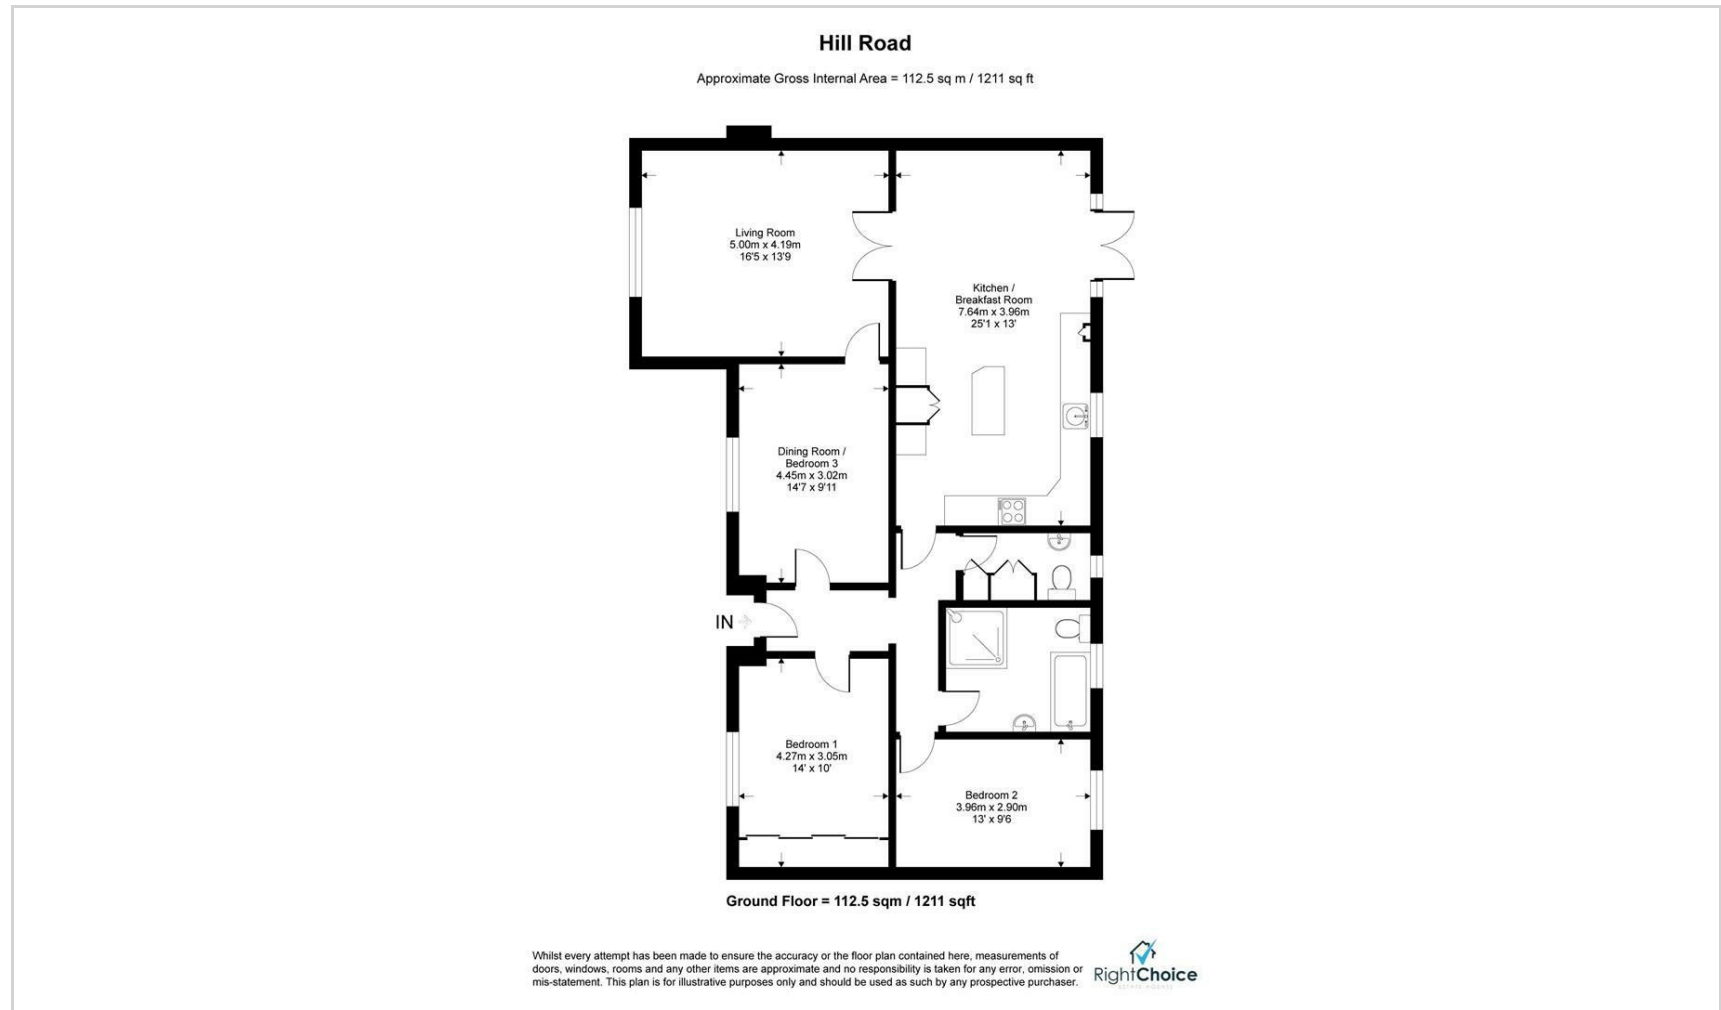 Hill Road
Approximate Gross Internal Area = 112.5 sq m / 1211 sq ft
Living Room
5.00m x 4.19m
16'5 x 13'9
Kitchen /
Breakfast Room
7.64m x 3.96m
25'1 x 13'
Dining Room /
Bedroom 3
4.45m x 3.02m
14'7 x 9'11
IN
Bedroom 1
4.27m x 3.05m
14' x 10'
Bedroom 2
3.96m x 2.90m
13' x 9'6
Ground Floor = 112.5 sqm / 1211 sqft
Whilst every attempt has been made to ensure the accuracy or the floor plan contained here, measurements of
doors, windows, rooms and any other items are approximate and no responsibility is taken for any error, omission or
mis-statement. This plan is for illustrative purposes only and should be used as such by any prospective purchaser.
RightChoice
ESTATE AGENTS